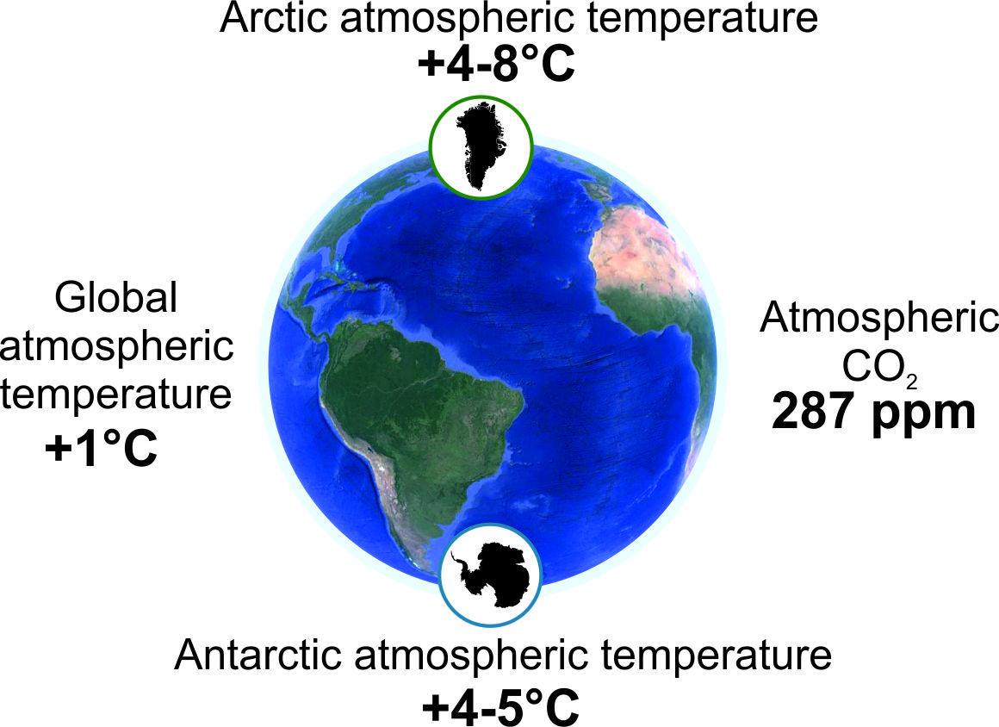 Arctic atmospheric temperature
+4-8°C
Global
atmospheric
temperature
+1°C
Atmospheric
CO₂
287 ppm
Antarctic atmospheric temperature
+4-5°C